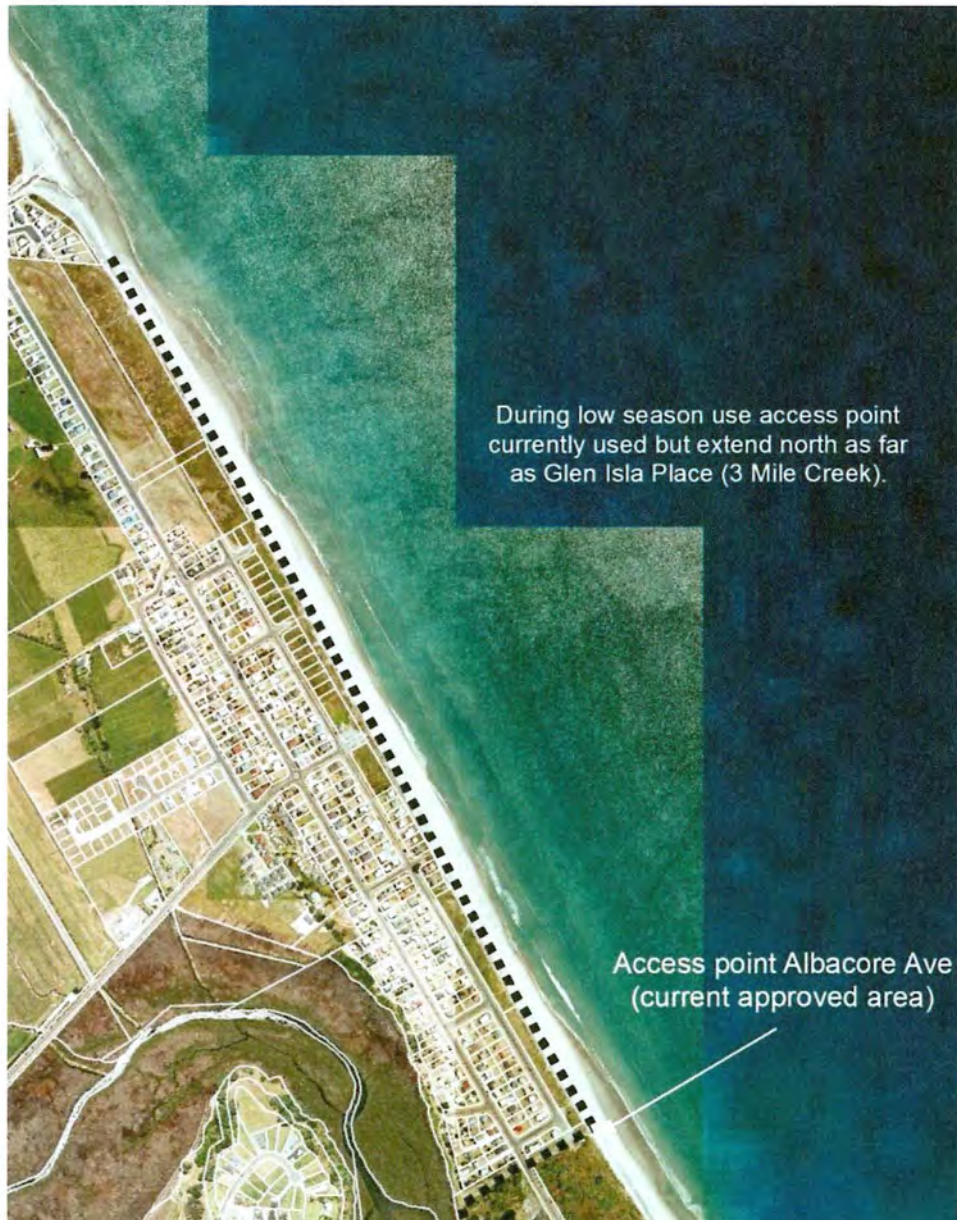 During low season use access point
currently used but extend north as far
as Glen Isla Place (3 Mile Creek).
Access point Albacore Ave
(current approved area)